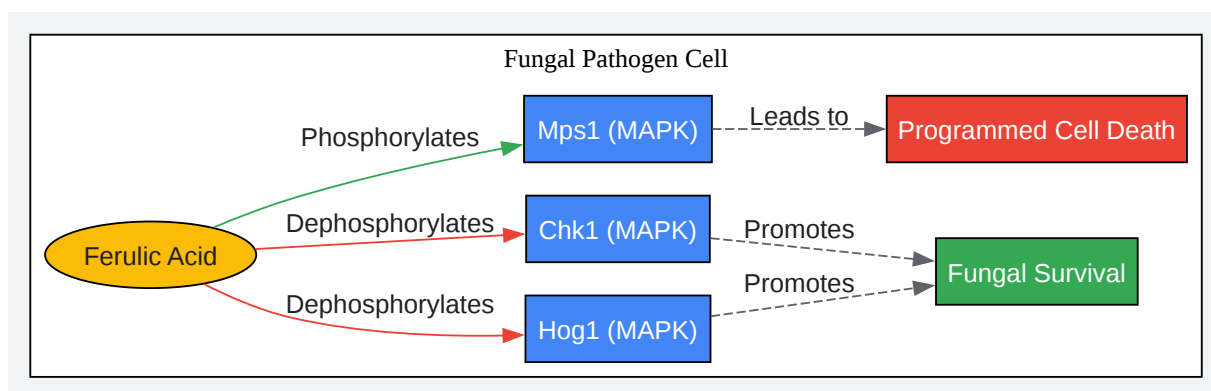 Fungal Pathogen Cell
Phosphorylates
Mps1 (MAPK)
Leads to
Programmed Cell Death
Dephosphorylates
Chk1 (MAPK)
Promotes
Ferulic Acid
Fungal Survival
Dephosphorylates
Hog1 (MAPK)
Promotes